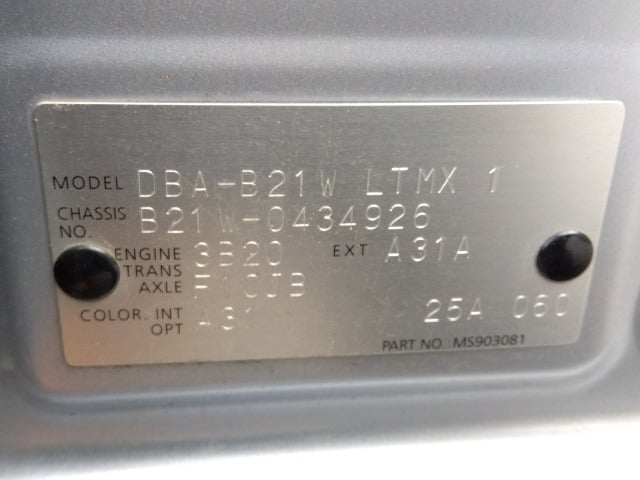 MODEL DBA-B21W LTMX 1
CHASSIS NO. B21W-0434926
ENGINE 3B20 EXT A31A
TRANS AXLE F1CJB
COLOR. INT OPT A31 25A 060
PART NO.: MS903081